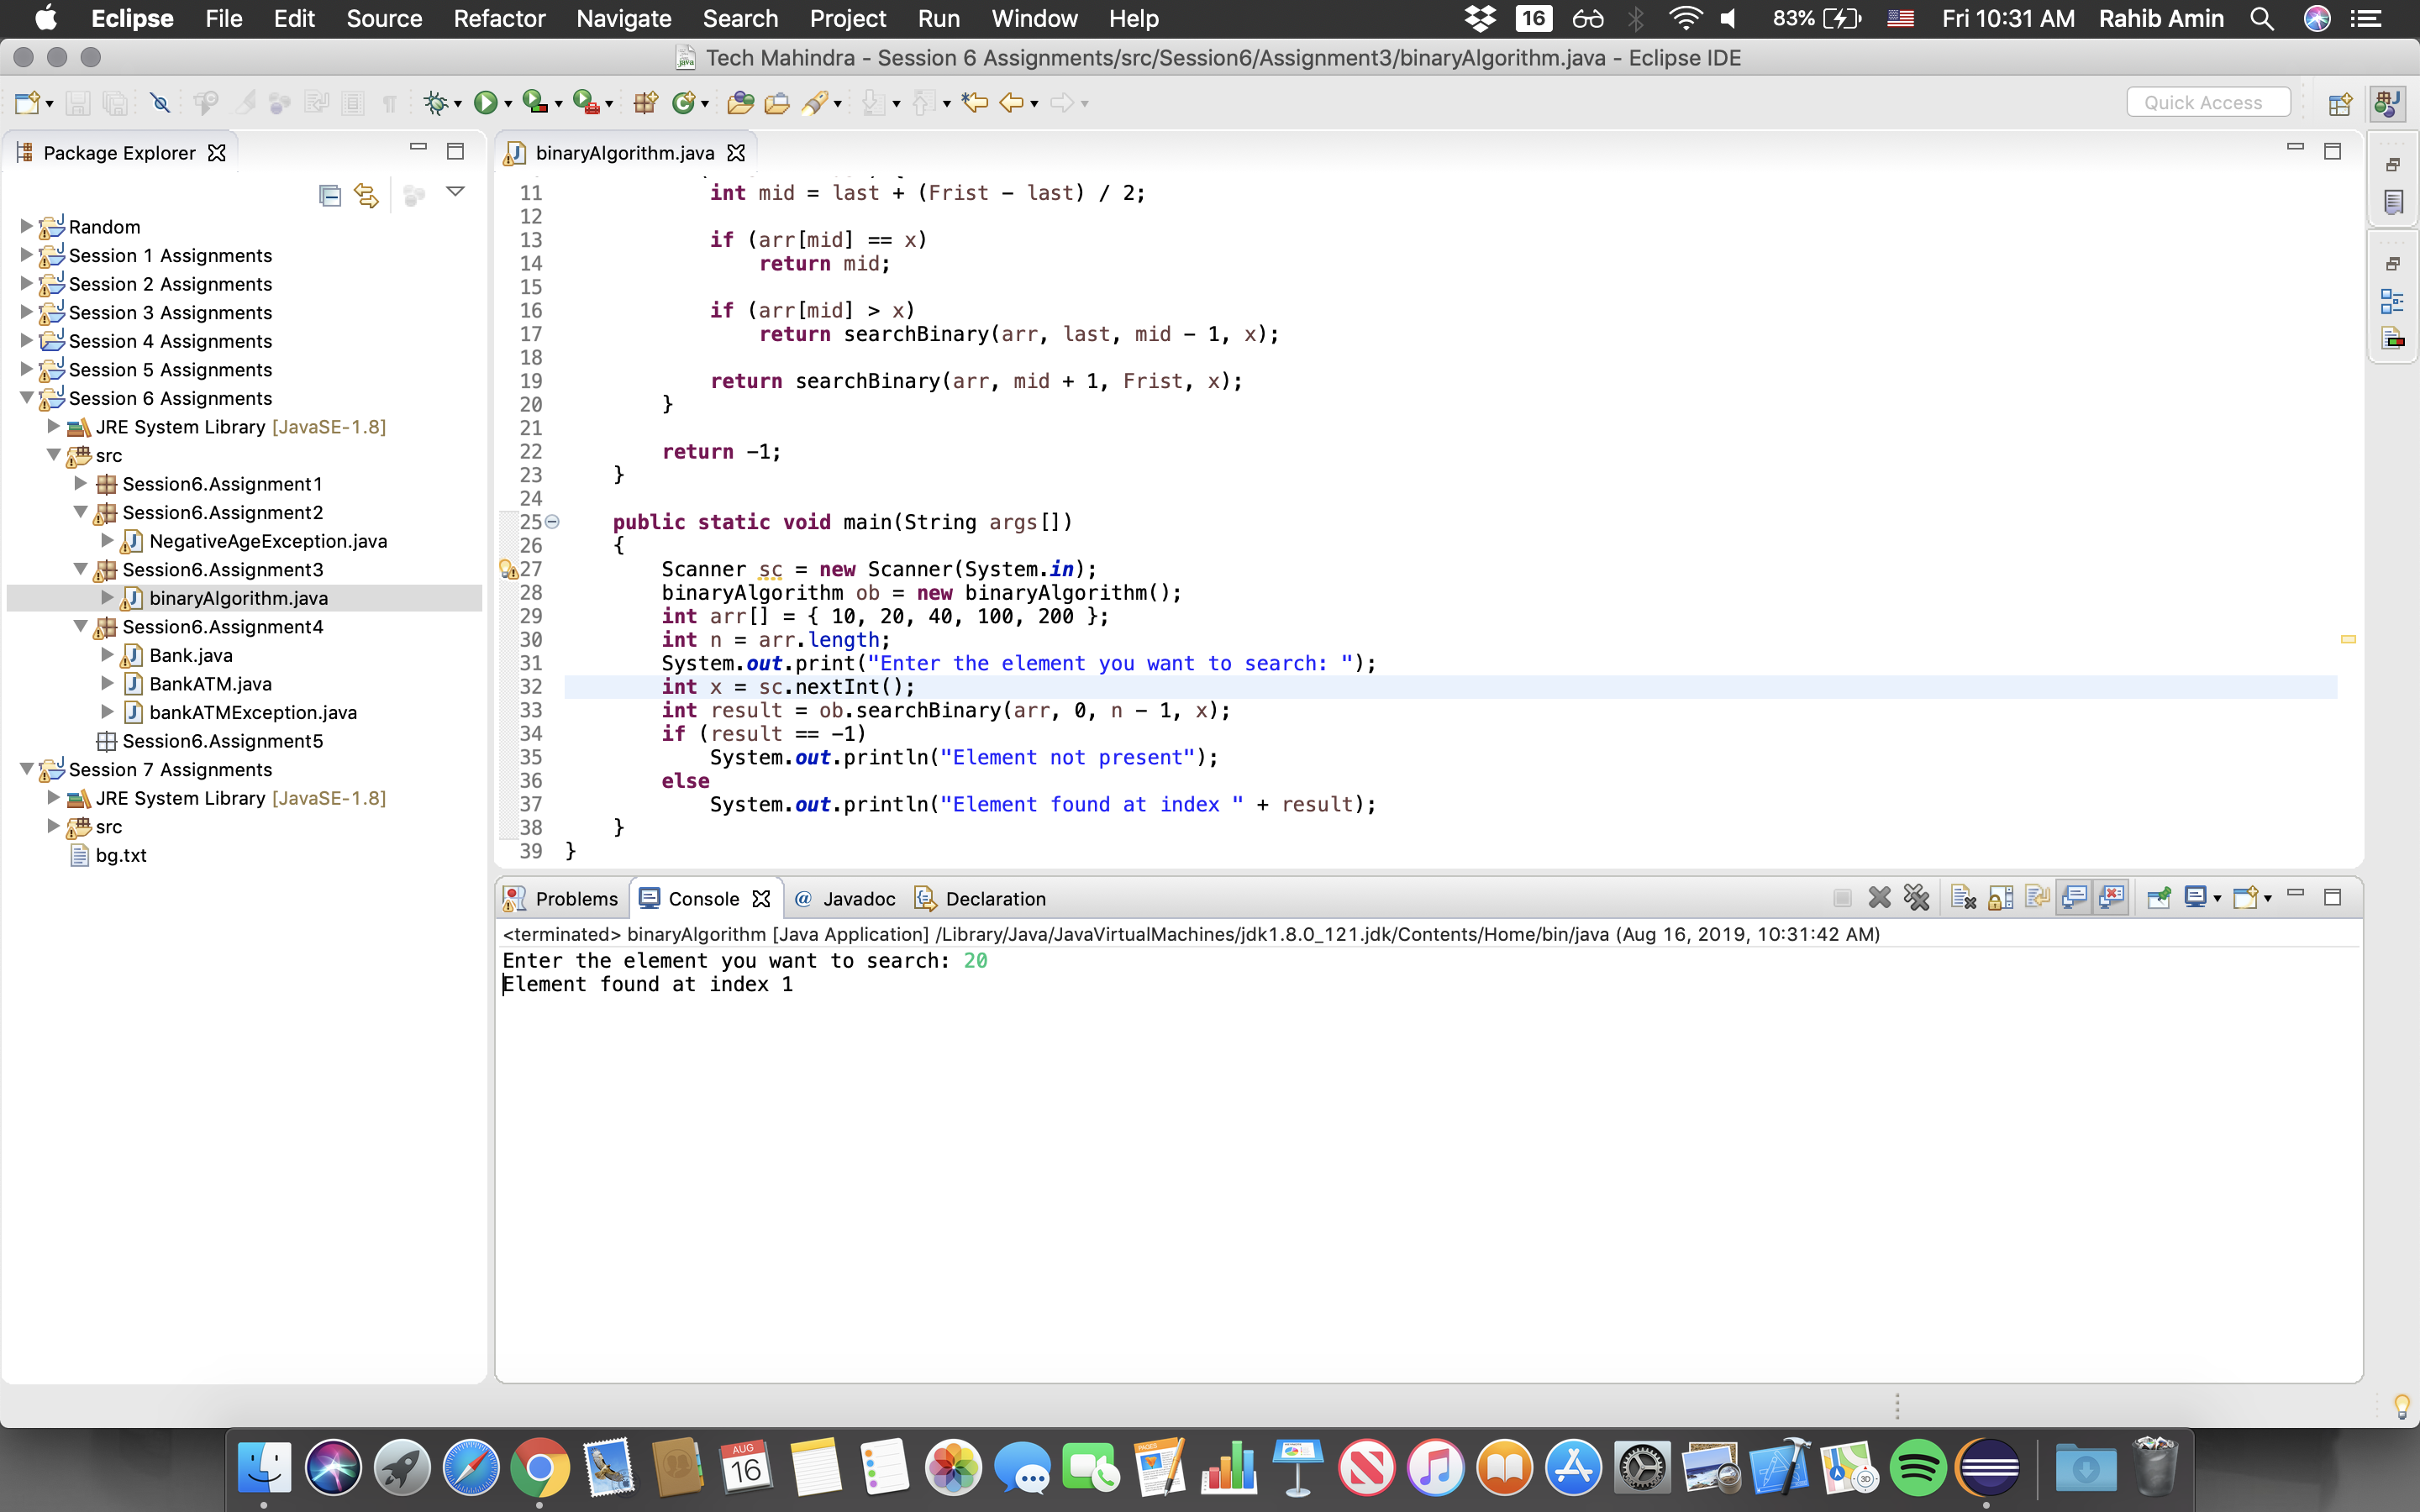 Eclipse File Edit Source Refactor Navigate Search Project Run Window Help 16 83% Fri 10:31 AM Rahib Amin
Tech Mahindra - Session 6 Assignments/src/Session6/Assignment3/binaryAlgorithm.java - Eclipse IDE
Quick Access
Package Explorer
Random
Session 1 Assignments
Session 2 Assignments
Session 3 Assignments
Session 4 Assignments
Session 5 Assignments
Session 6 Assignments
JRE System Library [JavaSE-1.8]
src
Session6.Assignment1
Session6.Assignment2
NegativeAgeException.java
Session6.Assignment3
binaryAlgorithm.java
Session6.Assignment4
Bank.java
BankATM.java
bankATMException.java
Session6.Assignment5
Session 7 Assignments
JRE System Library [JavaSE-1.8]
src
bg.txt
binaryAlgorithm.java
11 int mid = last + (Frist - last) / 2;
12
13 if (arr[mid] == x)
14 return mid;
15
16 if (arr[mid] > x)
17 return searchBinary(arr, last, mid - 1, x);
18
19 return searchBinary(arr, mid + 1, Frist, x);
20 }
21
22 return -1;
23 }
24
25 public static void main(String args[])
26 {
27 Scanner sc = new Scanner(System.in);
28 binaryAlgorithm ob = new binaryAlgorithm();
29 int arr[] = { 10, 20, 40, 100, 200 };
30 int n = arr.length;
31 System.out.print("Enter the element you want to search: ");
32 int x = sc.nextInt();
33 int result = ob.searchBinary(arr, 0, n - 1, x);
34 if (result == -1)
35 System.out.println("Element not present");
36 else
37 System.out.println("Element found at index " + result);
38 }
39 }
Problems Console Javadoc Declaration
<terminated> binaryAlgorithm [Java Application] /Library/Java/JavaVirtualMachines/jdk1.8.0_121.jdk/Contents/Home/bin/java (Aug 16, 2019, 10:31:42 AM)
Enter the element you want to search: 20
Element found at index 1
AUG
16
PAGES
3D